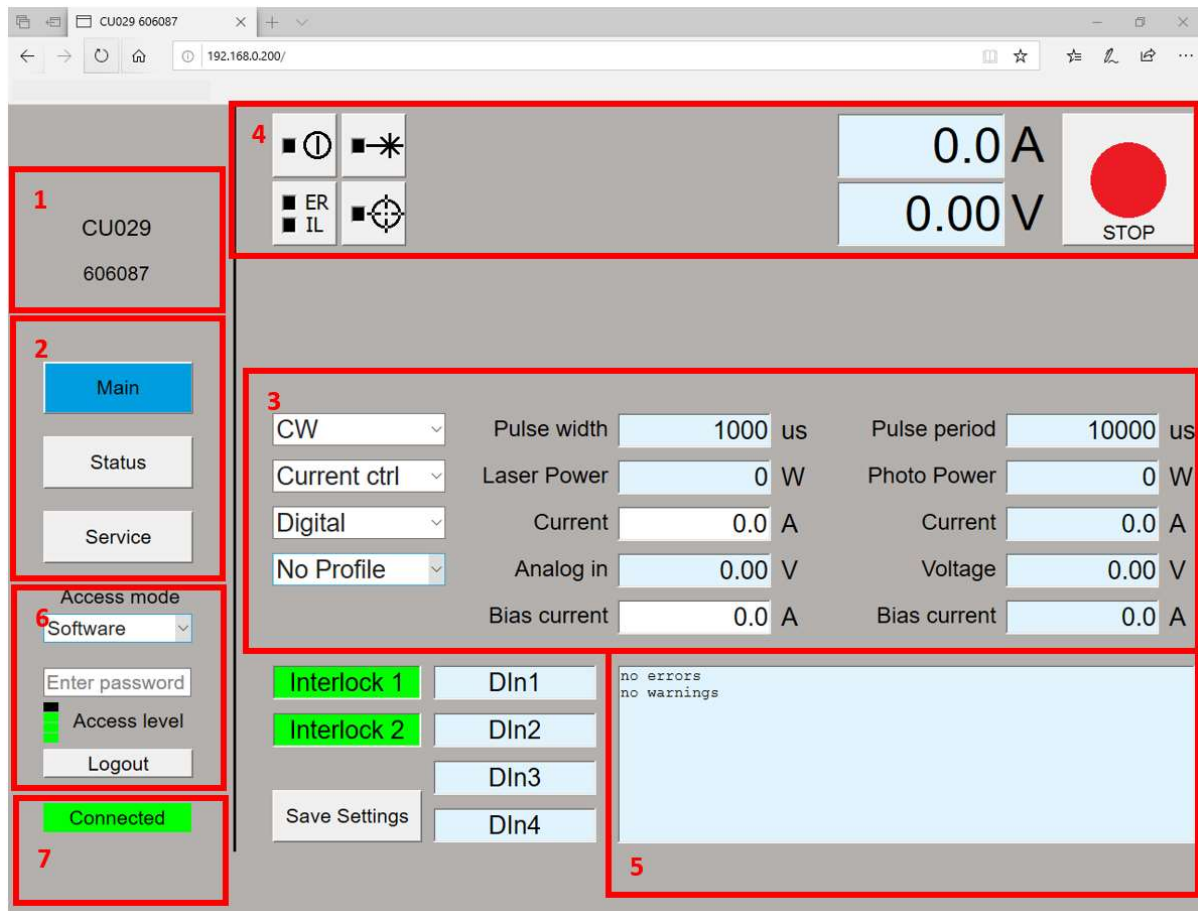 CU029 606087
192.168.0.200/
1
CU029
606087
2
Main
Status
Service
6
Access mode
Software
Enter password
Access level
Logout
Connected
7
4
ER
IL
0.0 A
0.00 V
STOP
3
CW
Pulse width 1000 us
Pulse period 10000 us
Current ctrl
Laser Power 0 W
Photo Power 0 W
Digital
Current 0.0 A
Current 0.0 A
No Profile
Analog in 0.00 V
Voltage 0.00 V
Bias current 0.0 A
Bias current 0.0 A
Interlock 1
DIn1
Interlock 2
DIn2
DIn3
Save Settings
DIn4
no errors
no warnings
5